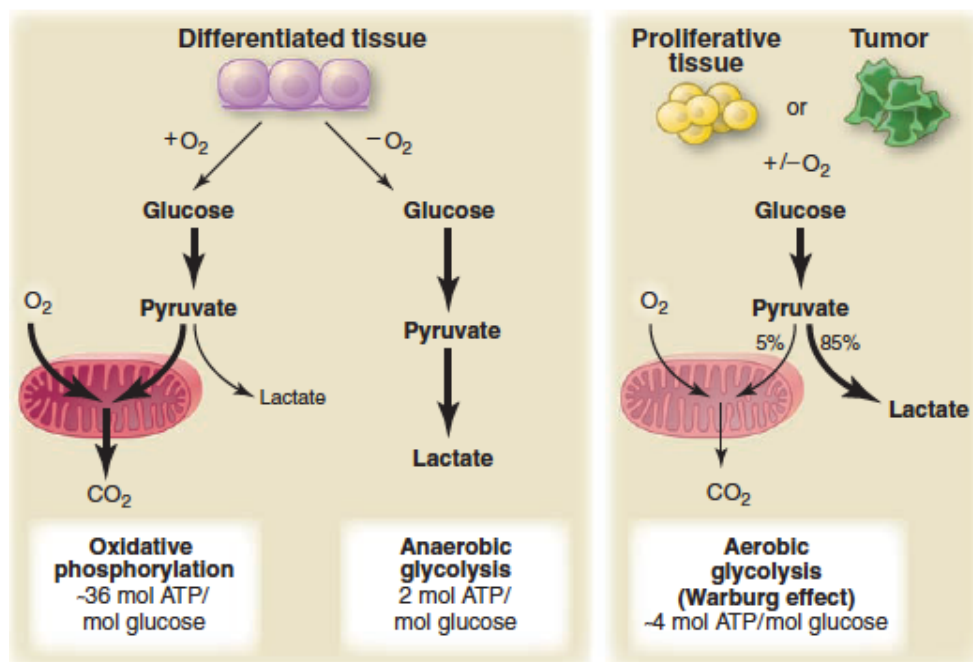 Differentiated tissue
+O2
−O2
Glucose
Pyruvate
O2
Lactate
CO2
Oxidative
phosphorylation
~36 mol ATP/
mol glucose
Glucose
Pyruvate
Lactate
Anaerobic
glycolysis
2 mol ATP/
mol glucose
Proliferative
tissue
or
Tumor
+/−O2
Glucose
O2
Pyruvate
5%
85%
Lactate
CO2
Aerobic
glycolysis
(Warburg effect)
~4 mol ATP/mol glucose